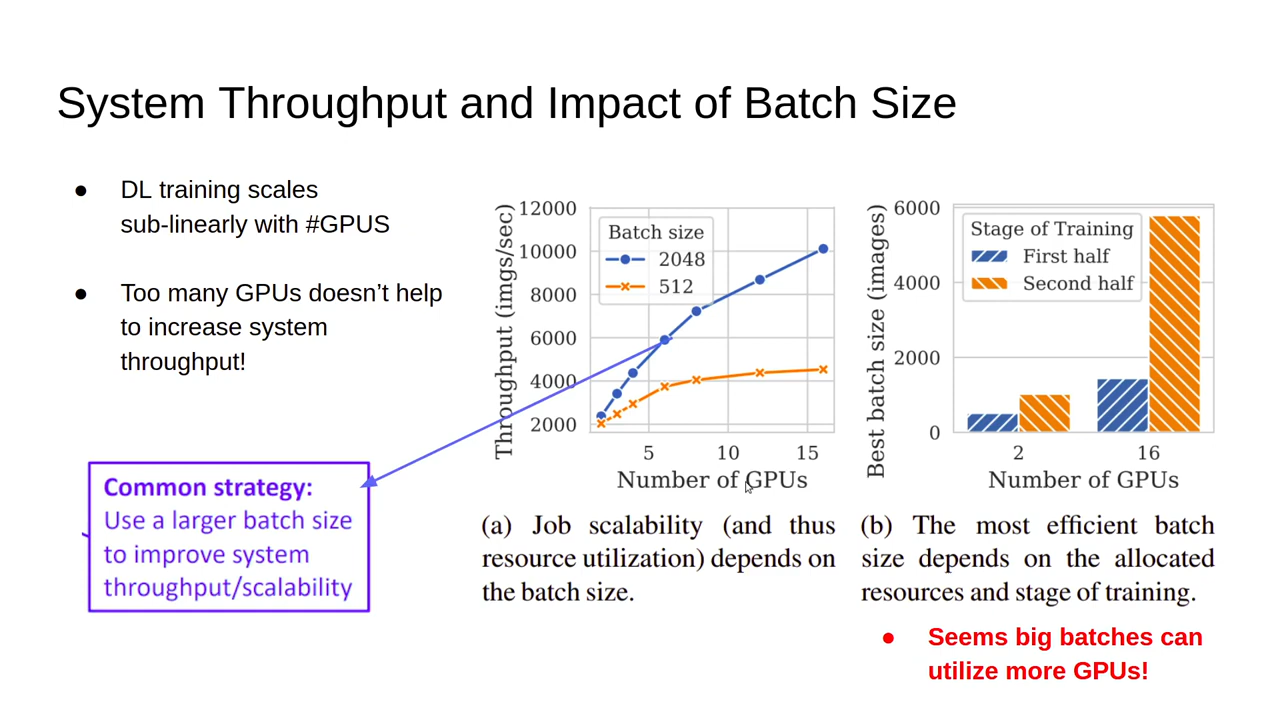 System Throughput and Impact of Batch Size
● DL training scales
sub-linearly with #GPUS
● Too many GPUs doesn’t help
to increase system
throughput!
Common strategy:
Use a larger batch size
to improve system
throughput/scalability
Throughput (imgs/sec)
12000
10000
8000
6000
4000
2000
Batch size
2048
512
5 10 15
Number of GPUs
(a) Job scalability (and thus
resource utilization) depends on
the batch size.
Best batch size (images)
6000
4000
2000
0
Stage of Training
First half
Second half
2 16
Number of GPUs
(b) The most efficient batch
size depends on the allocated
resources and stage of training.
● Seems big batches can
utilize more GPUs!